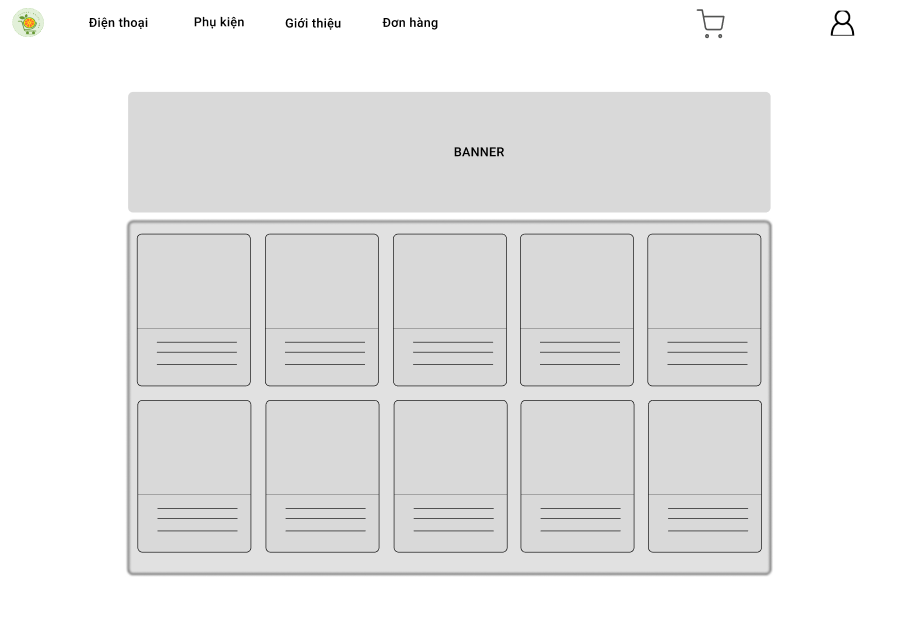 Điện thoại
Phụ kiện
Giới thiệu
Đơn hàng
BANNER